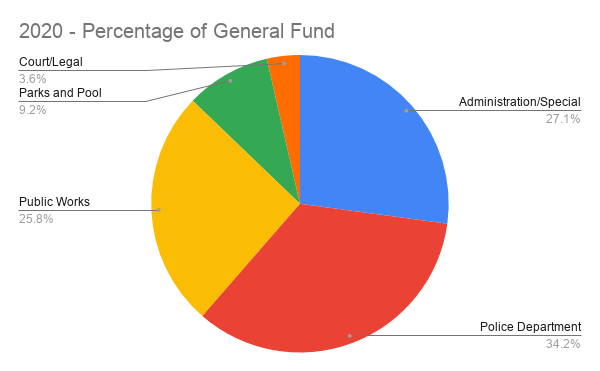 2020 - Percentage of General Fund
Court/Legal
3.6%
Parks and Pool
9.2%
Administration/Special
27.1%
Public Works
25.8%
Police Department
34.2%